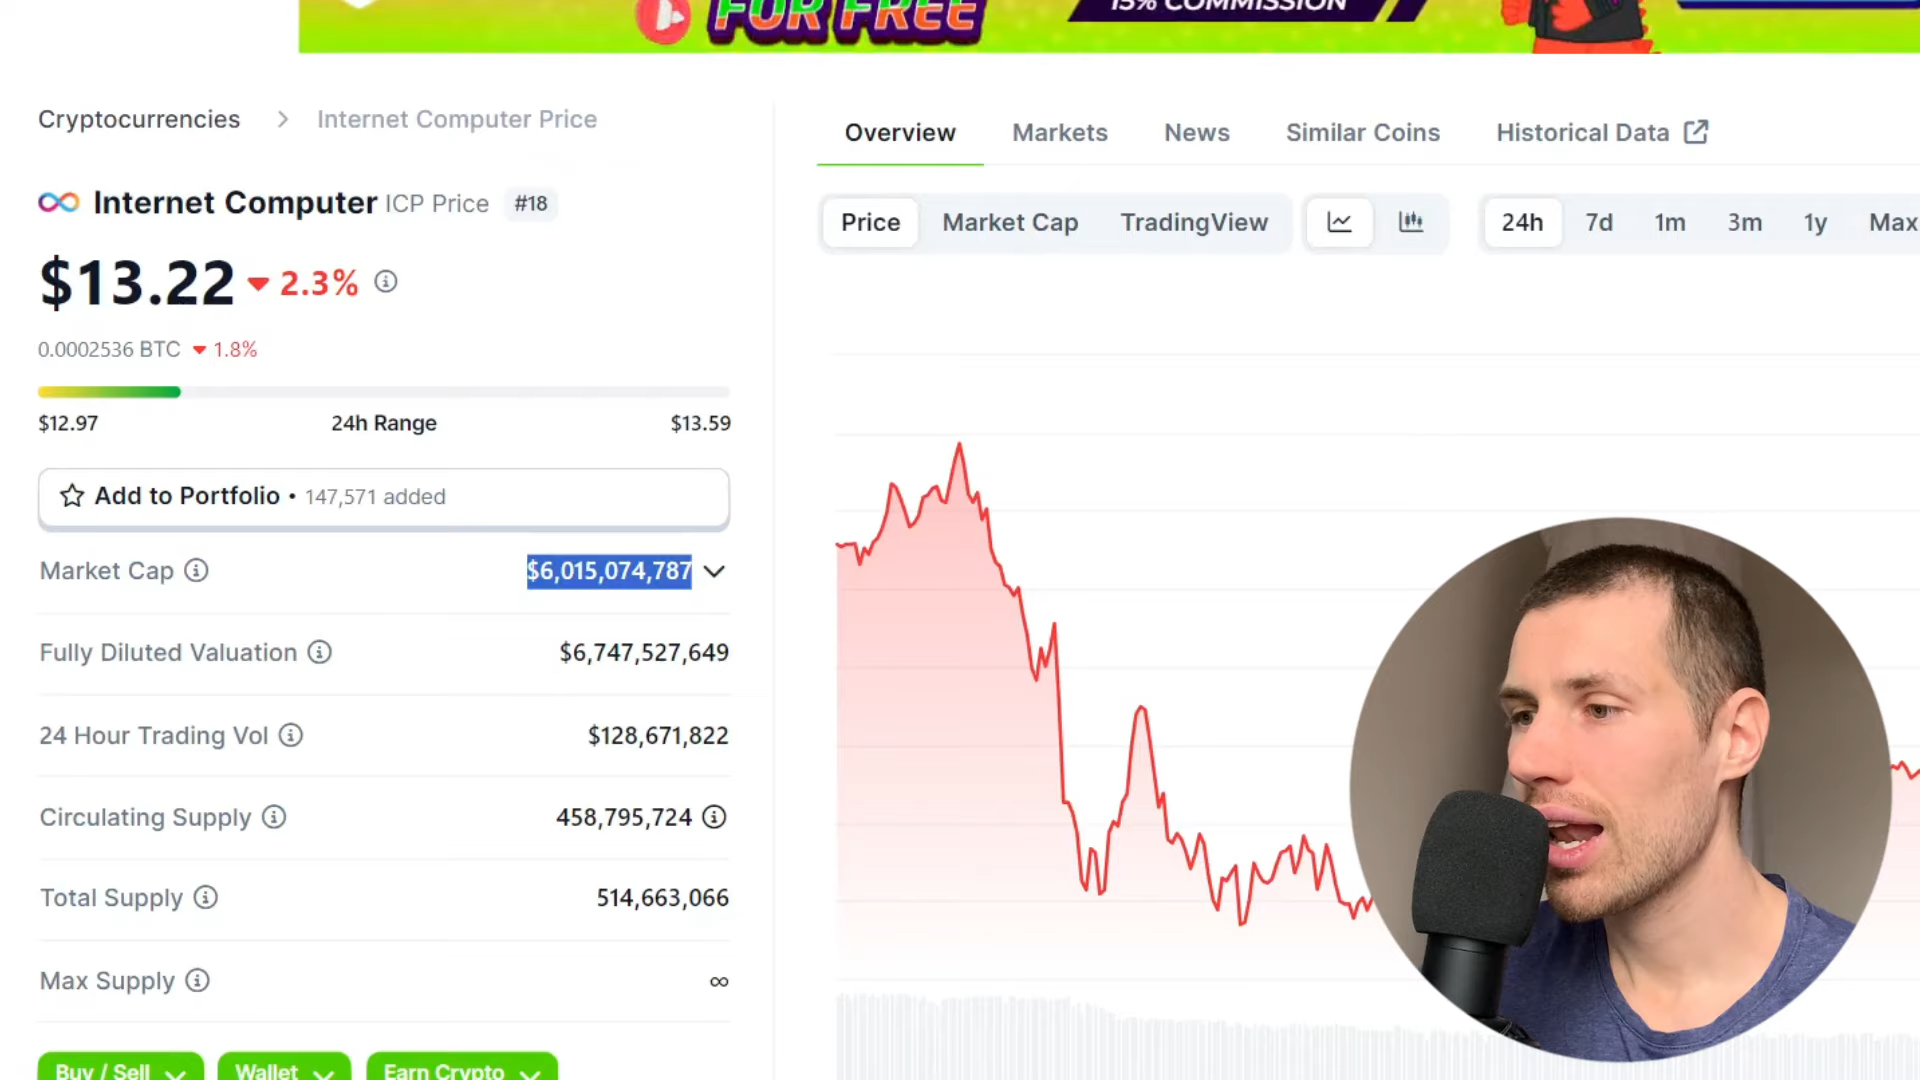 FOR FREE
15% COMMISSION
Cryptocurrencies > Internet Computer Price
Internet Computer ICP Price #18
$13.22 2.3%
0.0002536 BTC 1.8%
$12.97 24h Range $13.59
Add to Portfolio • 147,571 added
Market Cap $6,015,074,787
Fully Diluted Valuation $6,747,527,649
24 Hour Trading Vol $128,671,822
Circulating Supply 458,795,724
Total Supply 514,663,066
Max Supply ∞
Buy / Sell Wallet Earn Crypto
Overview Markets News Similar Coins Historical Data
Price Market Cap TradingView 24h 7d 1m 3m 1y Max